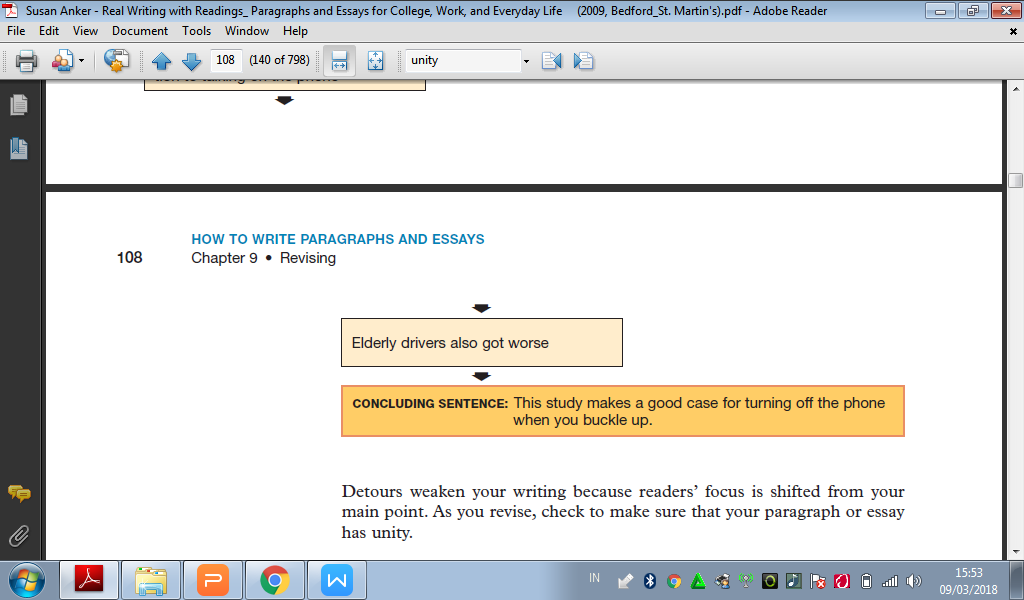 Susan Anker - Real Writing with Readings_ Paragraphs and Essays for College, Work, and Everyday Life (2009, Bedford_St. Martin's).pdf - Adobe Reader
File Edit View Document Tools Window Help
108 (140 of 798) unity
HOW TO WRITE PARAGRAPHS AND ESSAYS
108 Chapter 9 • Revising
Elderly drivers also got worse
CONCLUDING SENTENCE: This study makes a good case for turning off the phone
when you buckle up.
Detours weaken your writing because readers’ focus is shifted from your
main point. As you revise, check to make sure that your paragraph or essay
has unity.
IN
15:53
09/03/2018